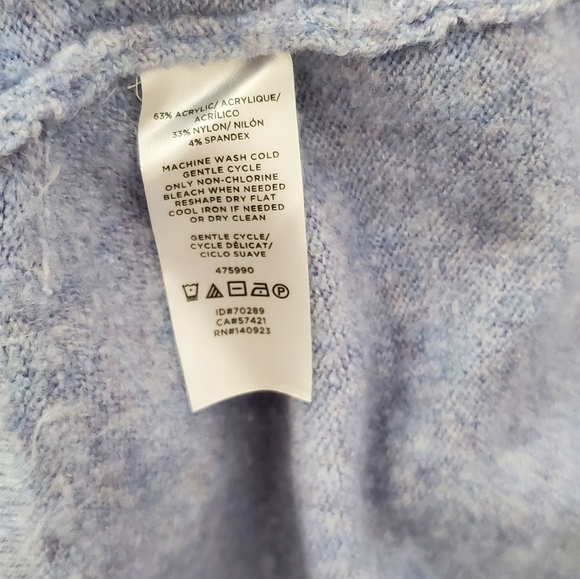 63% ACRYLIC/ ACRYLIQUE/
ACRÍLICO
33% NYLON/ NILÓN
4% SPANDEX
MACHINE WASH COLD
GENTLE CYCLE
ONLY NON-CHLORINE
BLEACH WHEN NEEDED
RESHAPE DRY FLAT
COOL IRON IF NEEDED
OR DRY CLEAN
GENTLE CYCLE/
CYCLE DÉLICAT/
CICLO SUAVE
475990
P
ID#70289
CA#57421
RN#140923